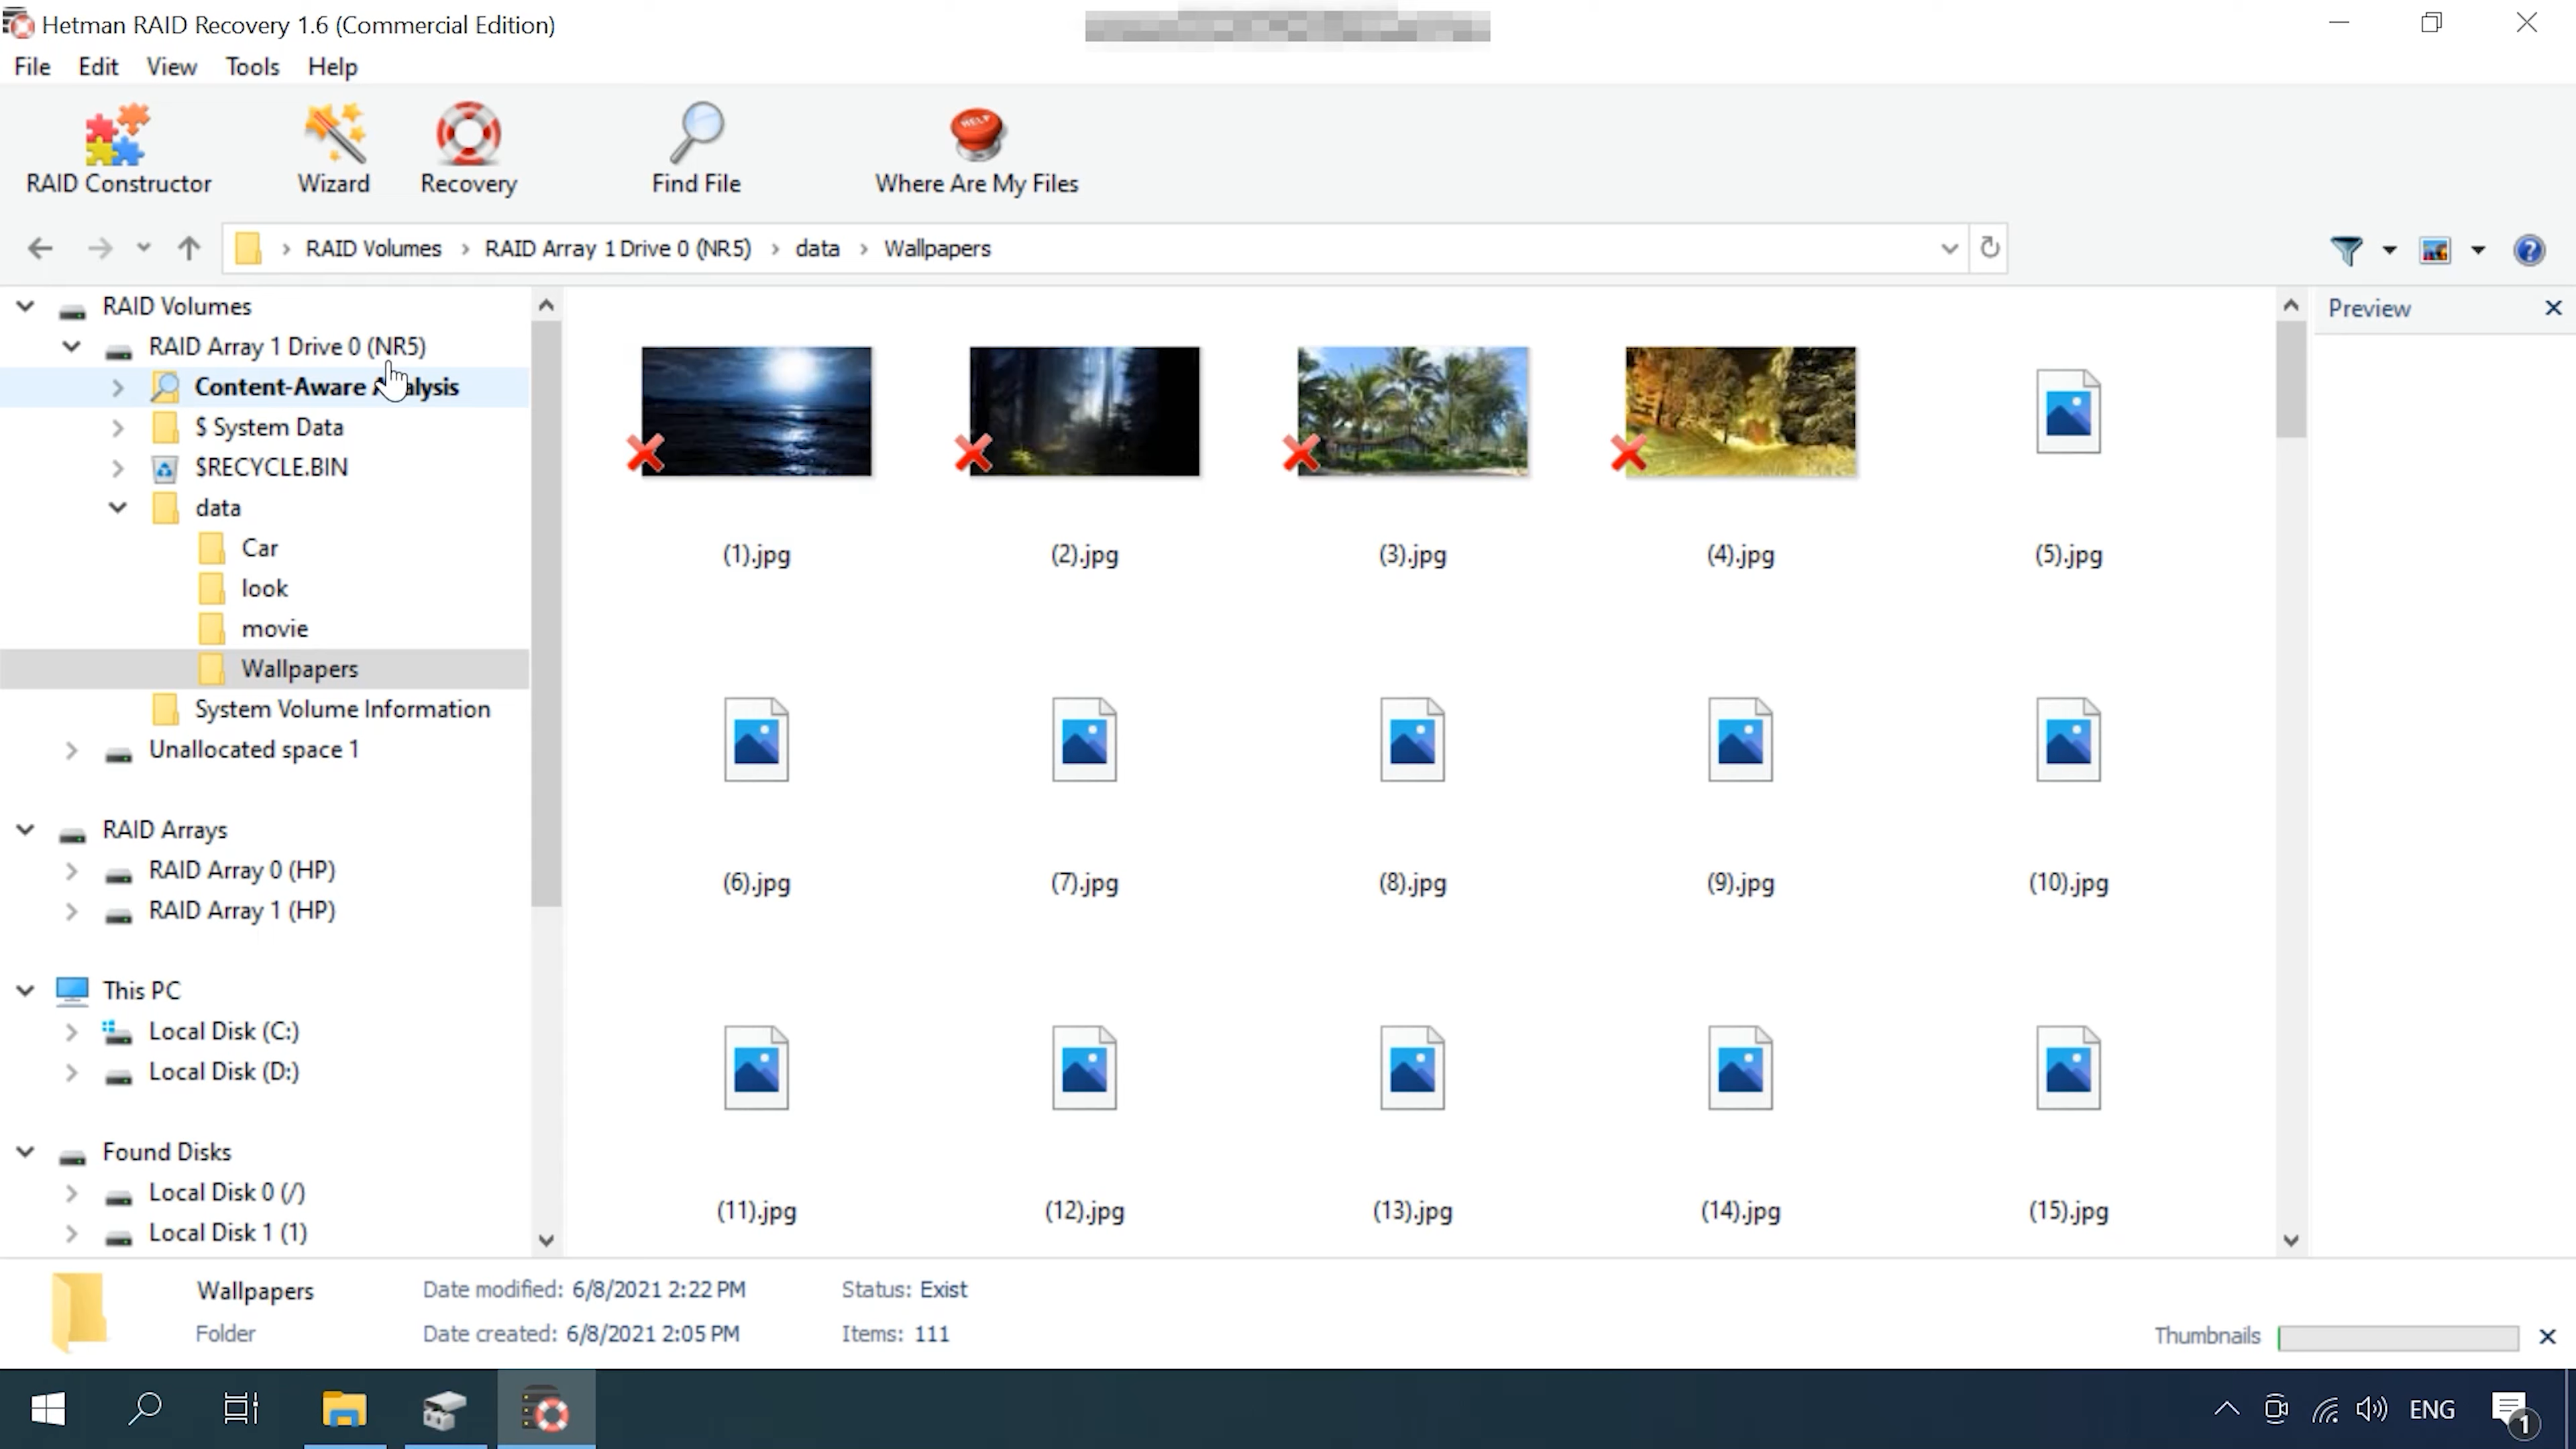 Hetman RAID Recovery 1.6 (Commercial Edition)
File Edit View Tools Help
RAID Constructor Wizard Recovery Find File Where Are My Files
HELP
RAID Volumes RAID Array 1 Drive 0 (NR5) data Wallpapers
RAID Volumes
RAID Array 1 Drive 0 (NR5)
Content-Aware Analysis
$ System Data
$RECYCLE.BIN
data
Car
look
movie
Wallpapers
System Volume Information
Unallocated space 1
RAID Arrays
RAID Array 0 (HP)
RAID Array 1 (HP)
This PC
Local Disk (C:)
Local Disk (D:)
Found Disks
Local Disk 0 (/)
Local Disk 1 (1)
(1).jpg (2).jpg (3).jpg (4).jpg (5).jpg
(6).jpg (7).jpg (8).jpg (9).jpg (10).jpg
(11).jpg (12).jpg (13).jpg (14).jpg (15).jpg
Preview
Wallpapers Date modified: 6/8/2021 2:22 PM Status: Exist
Folder Date created: 6/8/2021 2:05 PM Items: 111
Thumbnails
ENG
1